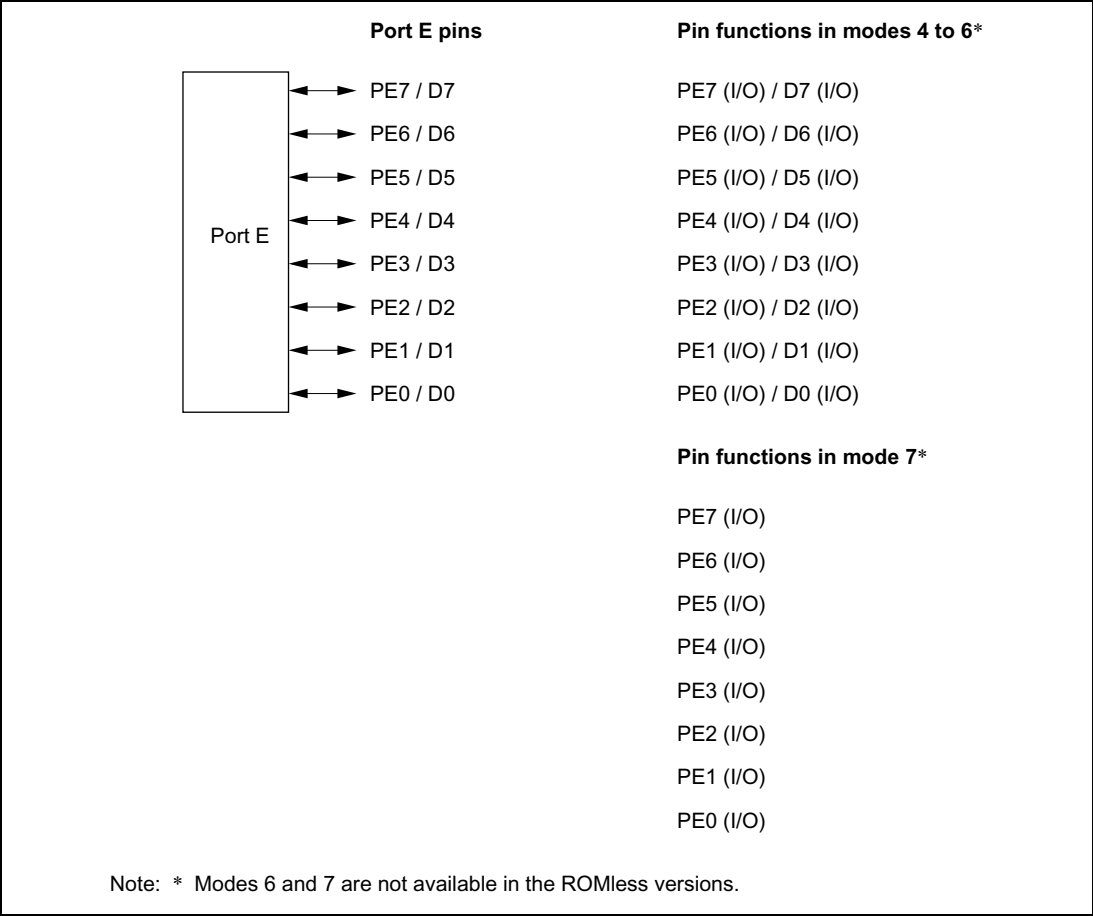 Port E pins    Pin functions in modes 4 to 6*
PE7 / D7    PE7 (I/O) / D7 (I/O)
PE6 / D6    PE6 (I/O) / D6 (I/O)
PE5 / D5    PE5 (I/O) / D5 (I/O)
PE4 / D4    PE4 (I/O) / D4 (I/O)
Port E
PE3 / D3    PE3 (I/O) / D3 (I/O)
PE2 / D2    PE2 (I/O) / D2 (I/O)
PE1 / D1    PE1 (I/O) / D1 (I/O)
PE0 / D0    PE0 (I/O) / D0 (I/O)
Pin functions in mode 7*
PE7 (I/O)
PE6 (I/O)
PE5 (I/O)
PE4 (I/O)
PE3 (I/O)
PE2 (I/O)
PE1 (I/O)
PE0 (I/O)
Note: * Modes 6 and 7 are not available in the ROMless versions.